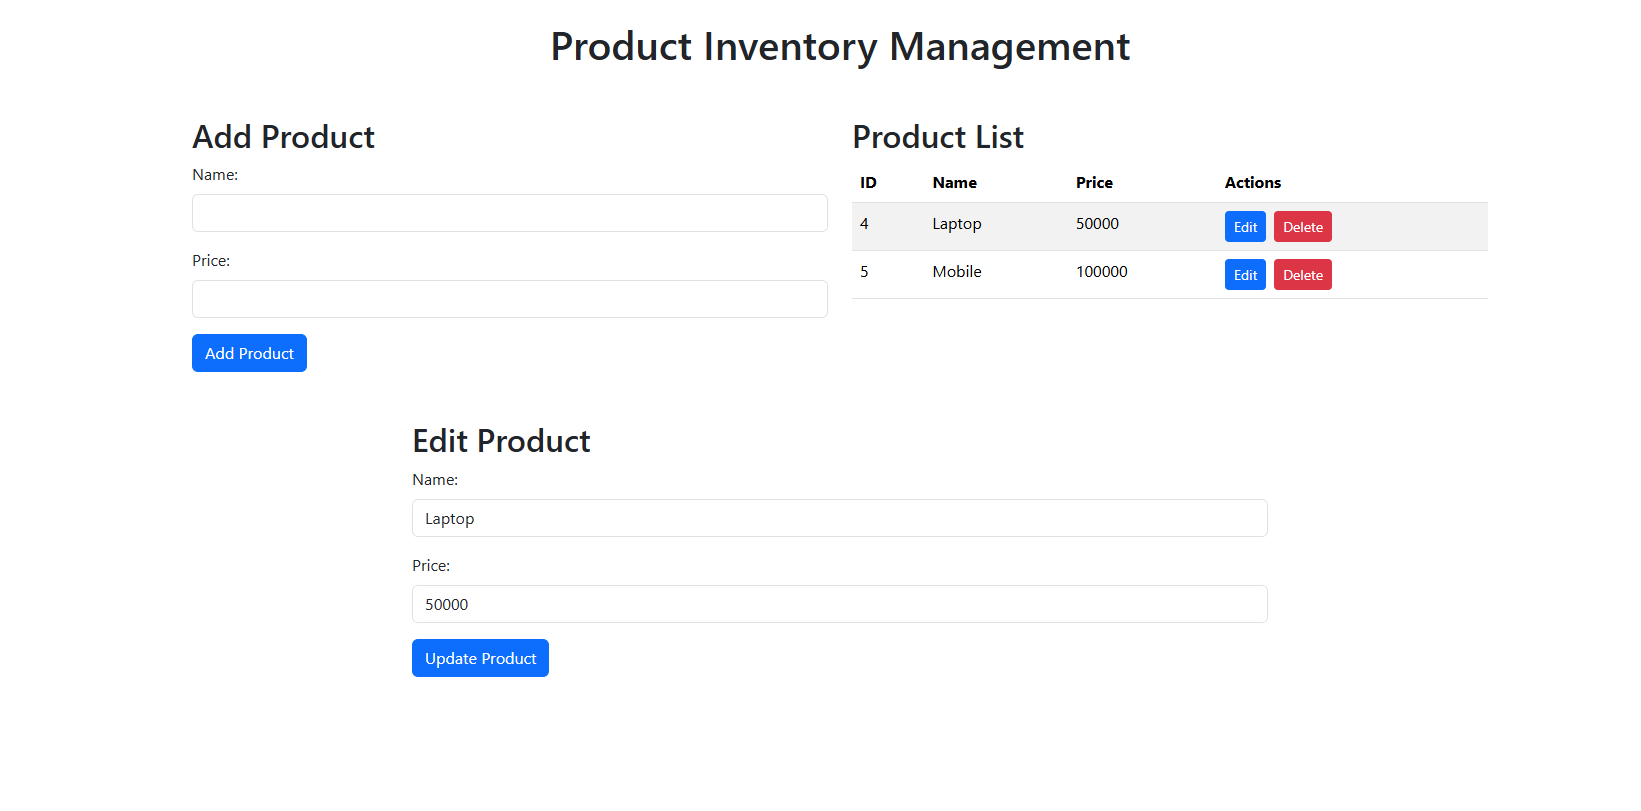 Product Inventory Management
Add Product
Name:
Price:
Add Product
Product List
ID Name Price Actions
4 Laptop 50000 Edit Delete
5 Mobile 100000 Edit Delete
Edit Product
Name:
Laptop
Price:
50000
Update Product